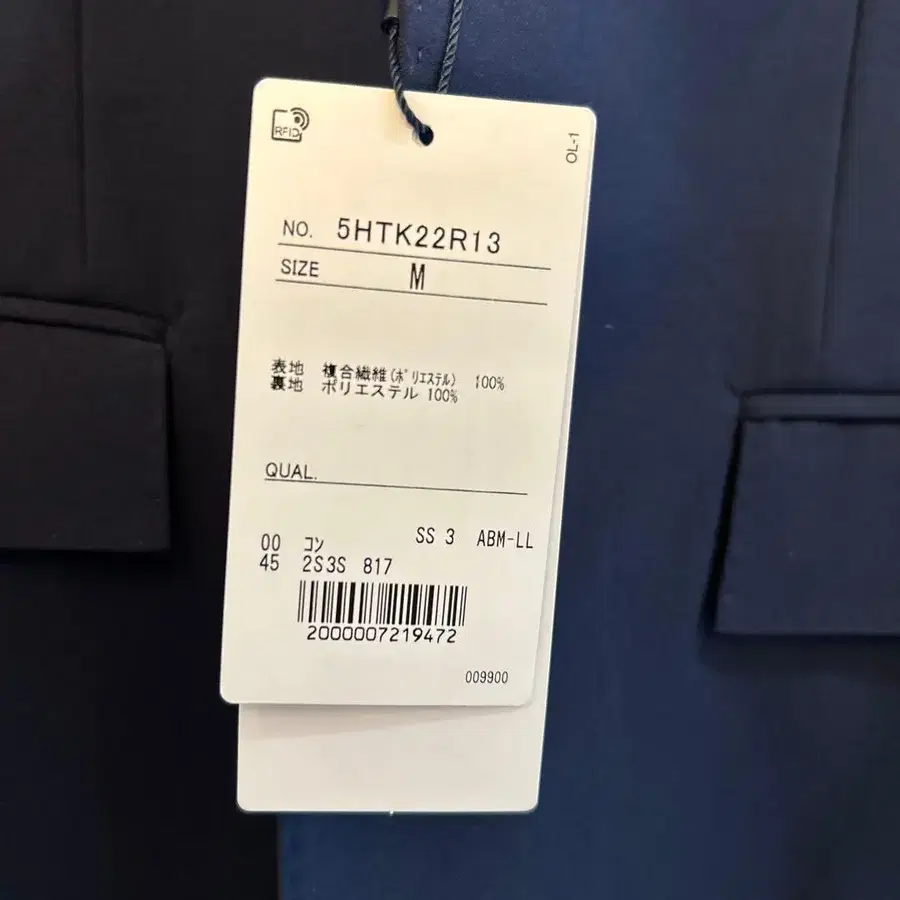 RFID
OL-1
NO. 5HTK22R13
SIZE M
表地 複合繊維(ポリエステル) 100%
裏地 ポリエステル 100%
QUAL.
SS 3 ABM-LL
00 コン
45 2S3S 817
2000007219472
009900